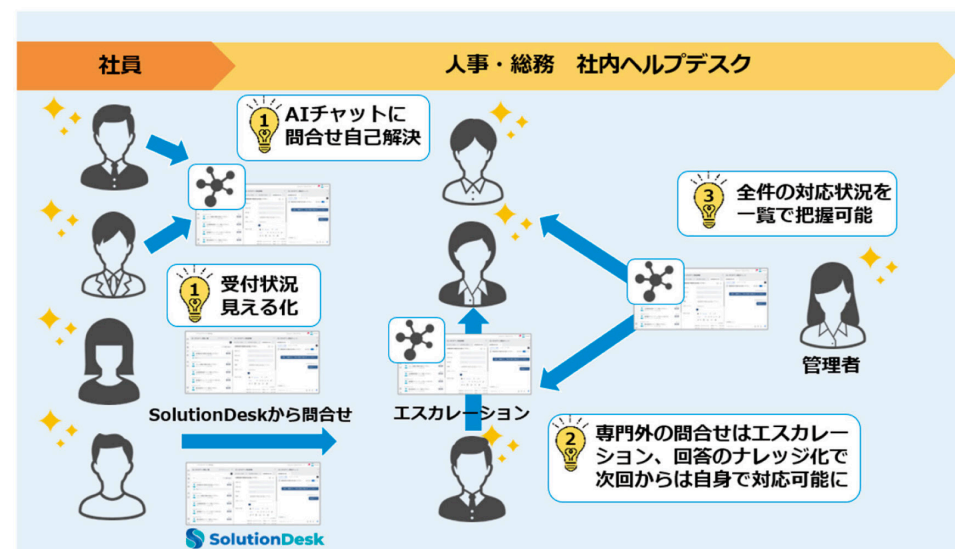 社員
人事・総務 社内ヘルプデスク
1
AIチャットに
問合せ自己解決
1
受付状況
見える化
SolutionDeskから問合せ
SolutionDesk
エスカレーション
3
全件の対応状況を
一覧で把握可能
管理者
2
専門外の問合せはエスカレー
ション、回答のナレッジ化で
次回からは自身で対応可能に